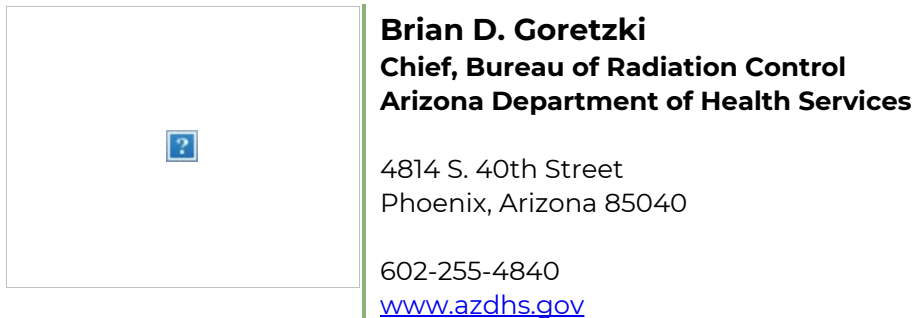 Brian D. Goretzki
Chief, Bureau of Radiation Control
Arizona Department of Health Services
4814 S. 40th Street
Phoenix, Arizona 85040
602-255-4840
www.azdhs.gov